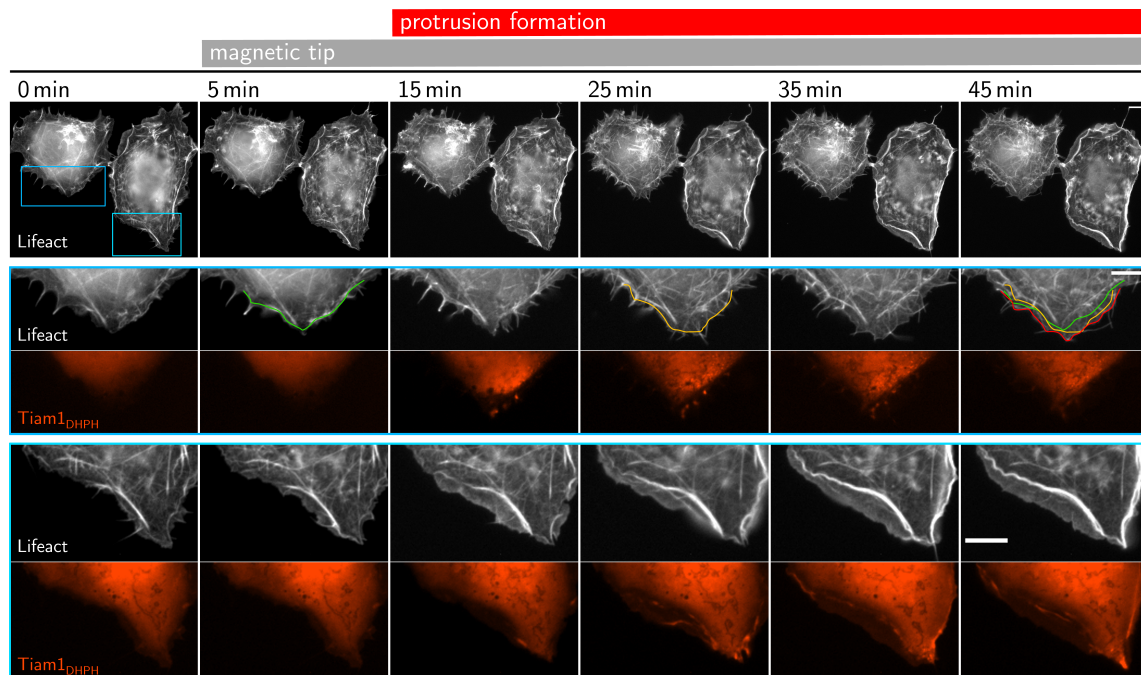 protrusion formation
magnetic tip
0 min 5 min 15 min 25 min 35 min 45 min
Lifeact
Lifeact
Tiam1DHPH
Lifeact
Tiam1DHPH